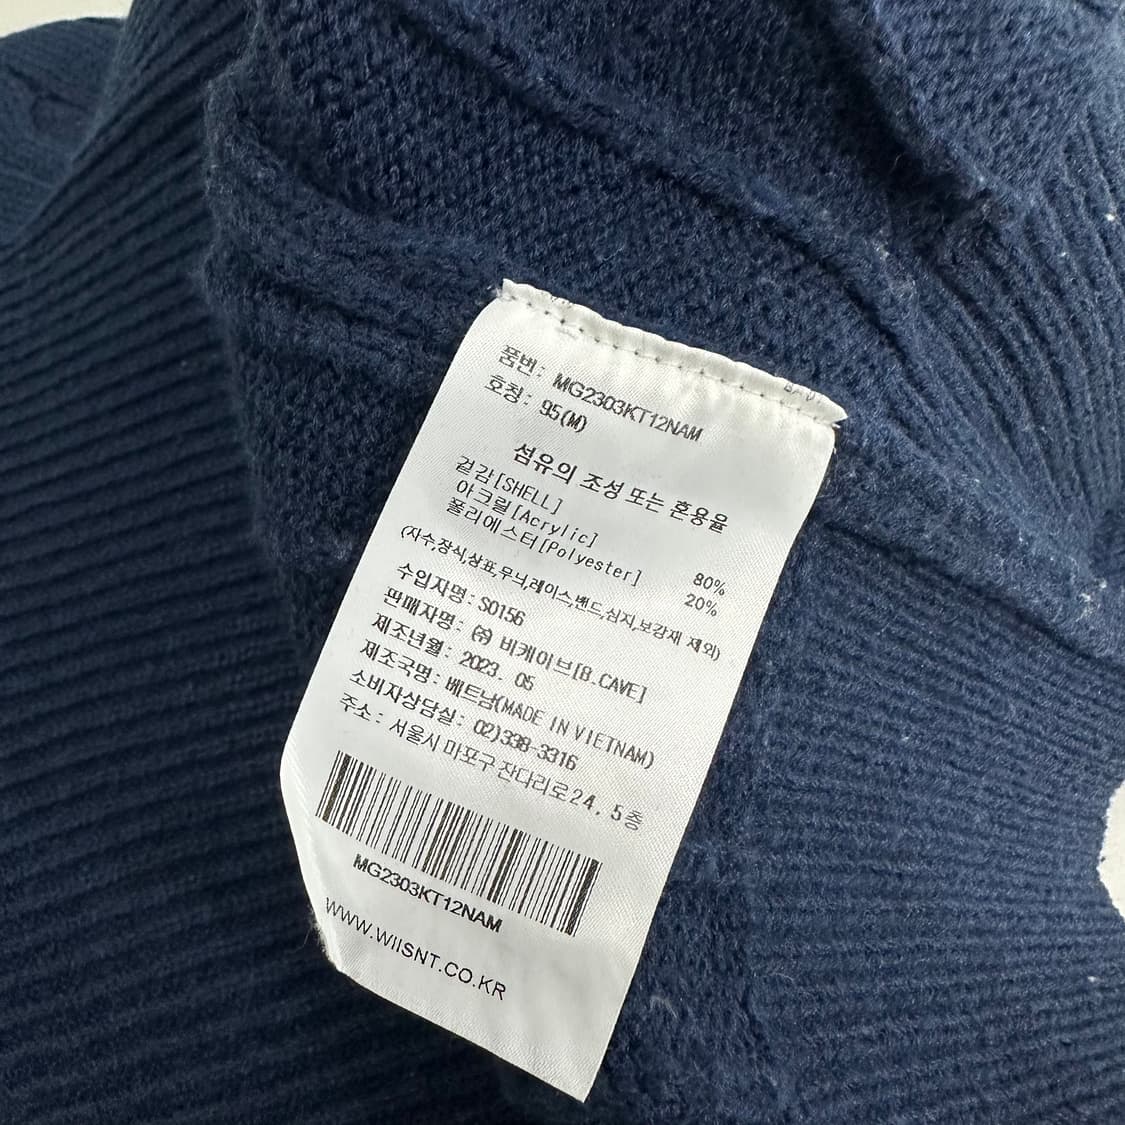 품번: MG2303KT12NAM
호칭: 95(M)
섬유의 조성 또는 혼용율
겉감[SHELL]
아크릴[Acrylic] 80%
폴리에스터[Polyester] 20%
(자수,장식,상표,무늬,레이스,밴드,심지,보강재 제외)
수입자명: S0156
판매자명: ㈜ 비케이브[B.CAVE]
제조년월: 2023. 05
제조국명: 베트남(MADE IN VIETNAM)
소비자상담실: 02)338-3316
주소: 서울시 마포구 잔다리로24, 5층
MG2303KT12NAM
WWW.WIISNT.CO.KR